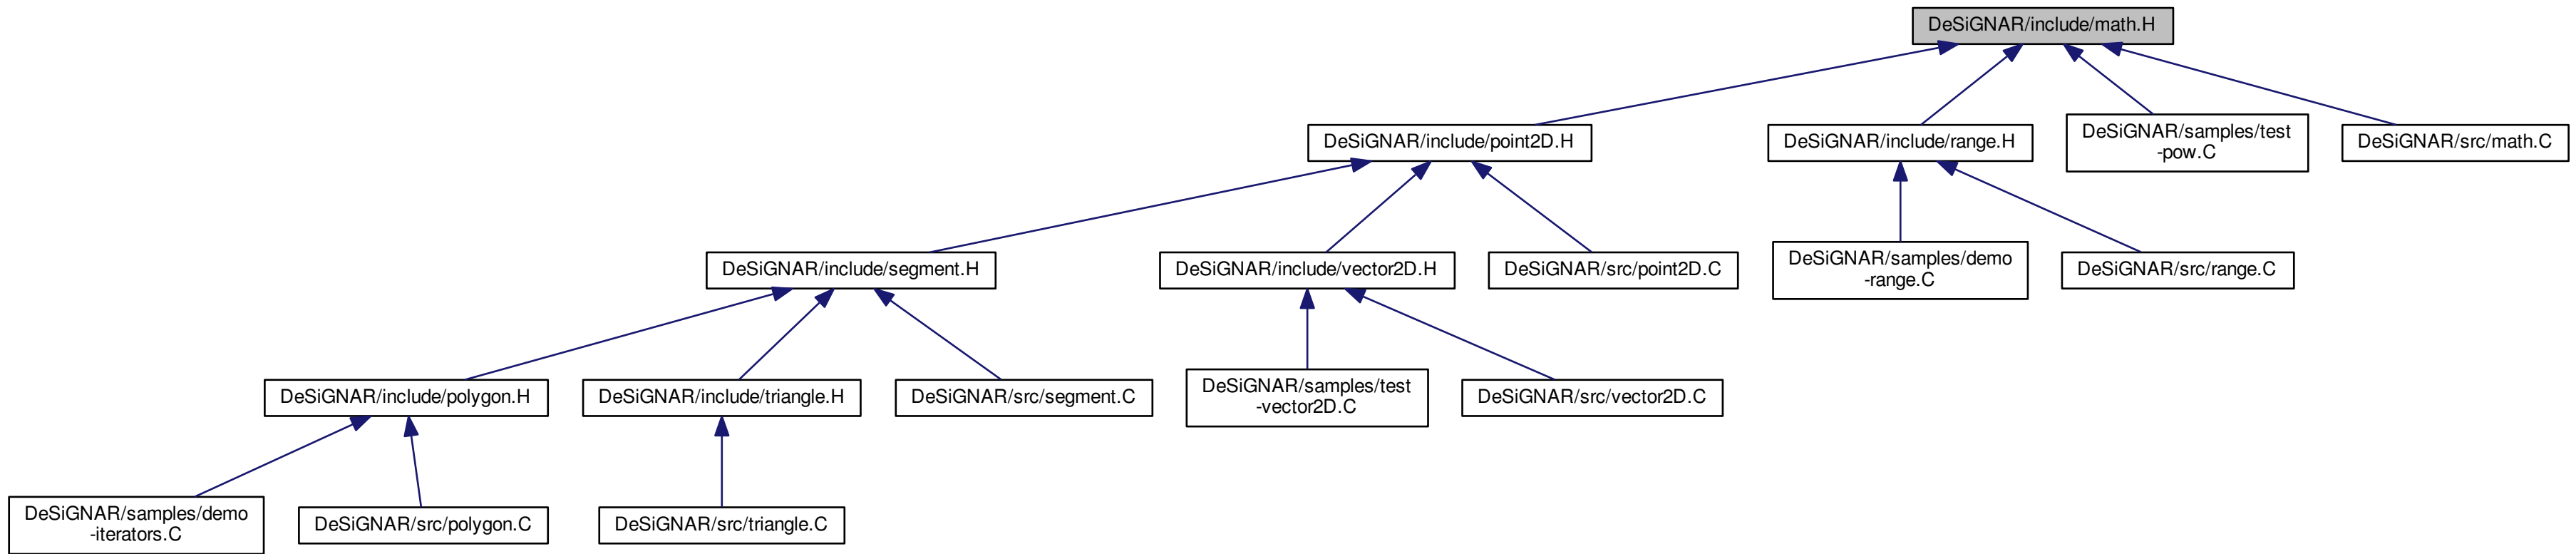 DeSiGNAR/include/math.H
DeSiGNAR/include/point2D.H
DeSiGNAR/include/range.H
DeSiGNAR/samples/test
-pow.C
DeSiGNAR/src/math.C
DeSiGNAR/include/segment.H
DeSiGNAR/include/vector2D.H
DeSiGNAR/src/point2D.C
DeSiGNAR/samples/demo
-range.C
DeSiGNAR/src/range.C
DeSiGNAR/include/polygon.H
DeSiGNAR/include/triangle.H
DeSiGNAR/src/segment.C
DeSiGNAR/samples/test
-vector2D.C
DeSiGNAR/src/vector2D.C
DeSiGNAR/samples/demo
-iterators.C
DeSiGNAR/src/polygon.C
DeSiGNAR/src/triangle.C